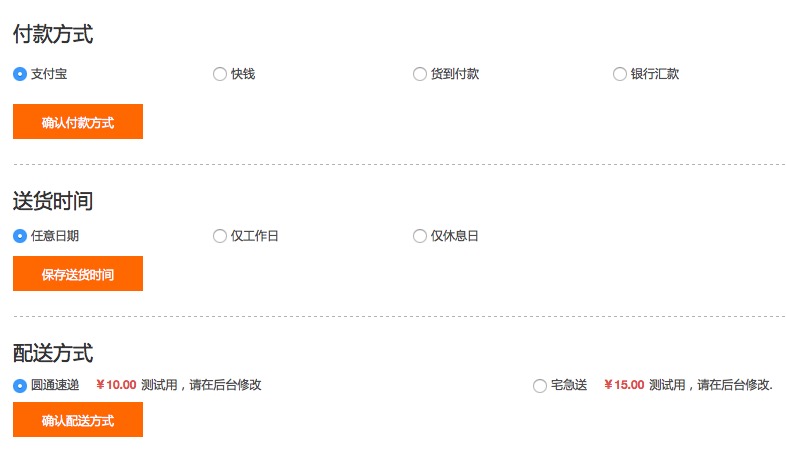 付款方式
支付宝 快钱 货到付款 银行汇款
确认付款方式
送货时间
任意日期 仅工作日 仅休息日
保存送货时间
配送方式
圆通速递 ￥10.00 测试用，请在后台修改 宅急送 ￥15.00 测试用，请在后台修改.
确认配送方式